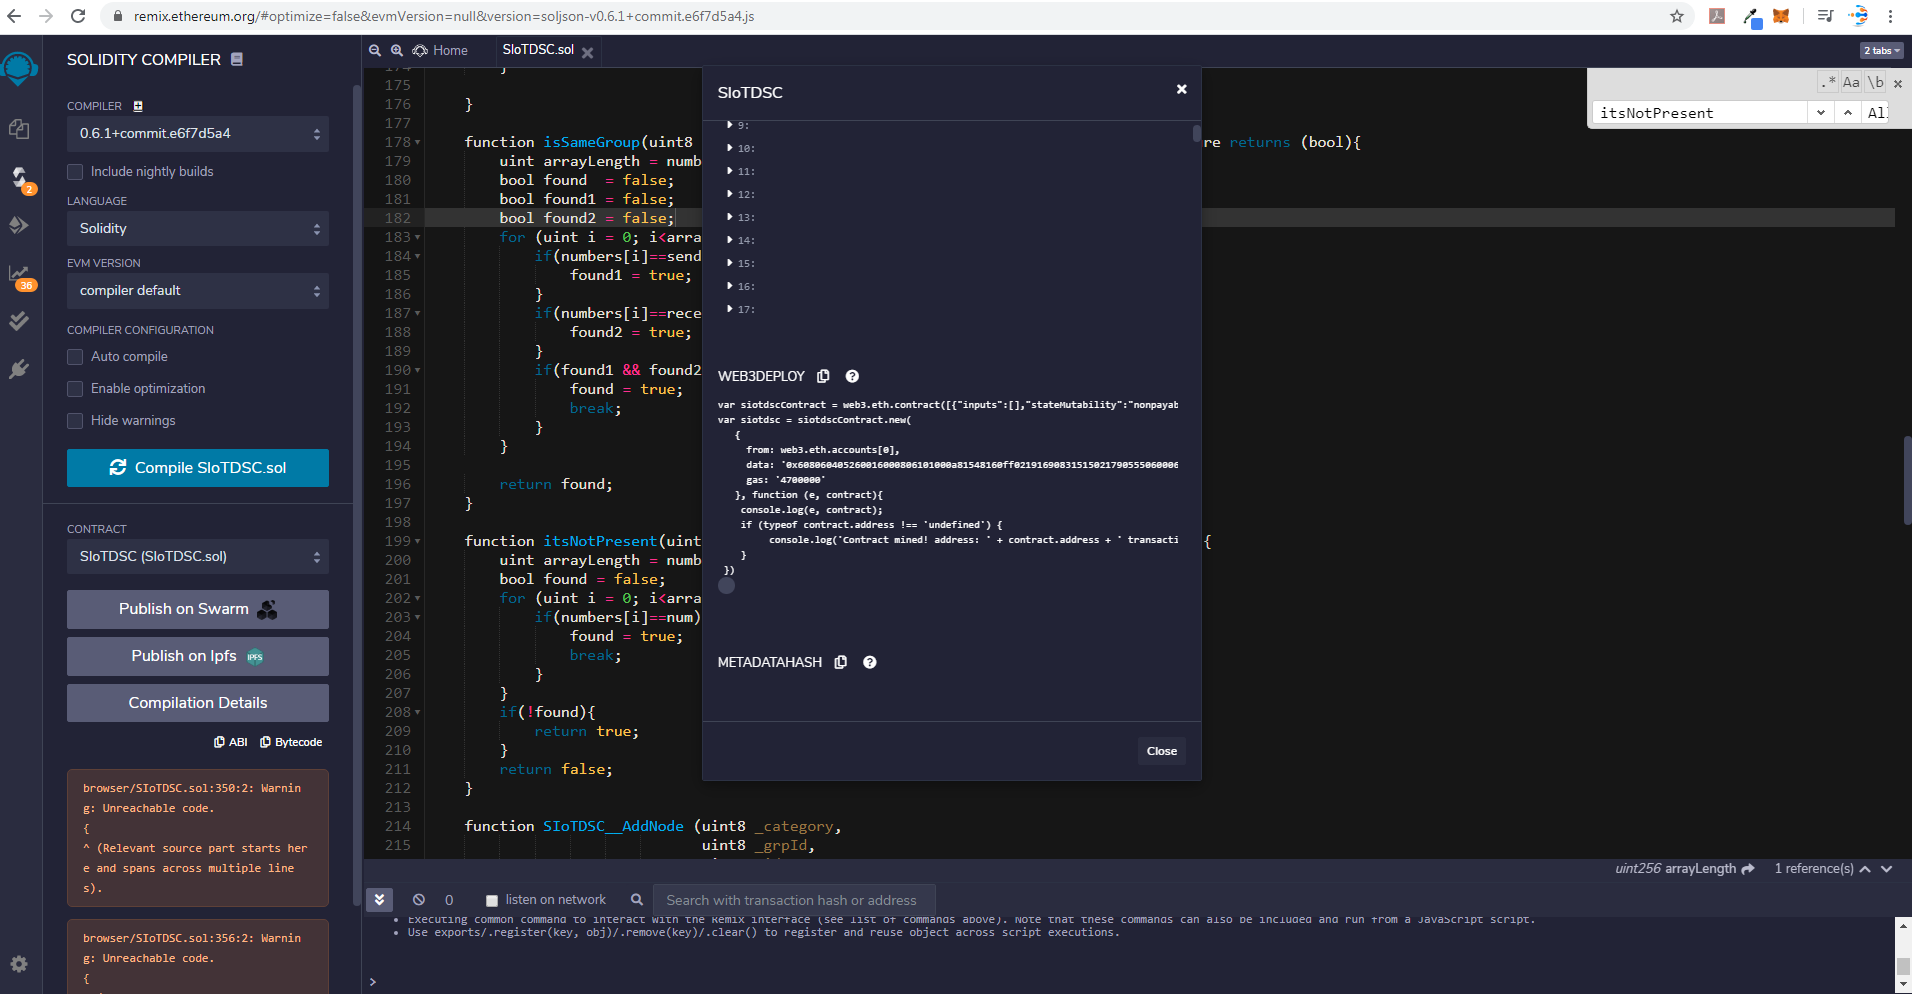 remix.ethereum.org/#optimize=false&evmVersion=null&version=soljson-v0.6.1+commit.e6f7d5a4.js
SOLIDITY COMPILER
COMPILER
0.6.1+commit.e6f7d5a4
Include nightly builds
LANGUAGE
Solidity
EVM VERSION
compiler default
COMPILER CONFIGURATION
Auto compile
Enable optimization
Hide warnings
Compile SIoTDSC.sol
CONTRACT
SIoTDSC (SIoTDSC.sol)
Publish on Swarm
Publish on Ipfs IPFS
Compilation Details
ABI Bytecode
browser/SIoTDSC.sol:350:2: Warnin
g: Unreachable code.
{
^ (Relevant source part starts her
e and spans across multiple line
s).
browser/SIoTDSC.sol:356:2: Warnin
g: Unreachable code.
{
2
36
Home SIoTDSC.sol
2 tabs
.* Aa \b
itsNotPresent Al
175
176 }
177
178 function isSameGroup(uint8 re returns (bool){
179 uint arrayLength = numb
180 bool found = false;
181 bool found1 = false;
182 bool found2 = false;
183 for (uint i = 0; i<arra
184 if(numbers[i]==send
185 found1 = true;
186 }
187 if(numbers[i]==rece
188 found2 = true;
189 }
190 if(found1 && found2
191 found = true;
192 break;
193 }
194 }
195
196 return found;
197 }
198
199 function itsNotPresent(uint {
200 uint arrayLength = numb
201 bool found = false;
202 for (uint i = 0; i<arra
203 if(numbers[i]==num)
204 found = true;
205 break;
206 }
207 }
208 if(!found){
209 return true;
210 }
211 return false;
212 }
213
214 function SIoTDSC__AddNode (uint8 _category,
215 uint8 _grpId,
SIoTDSC
9:
10:
11:
12:
13:
14:
15:
16:
17:
WEB3DEPLOY
var siotdscContract = web3.eth.contract([{"inputs":[],"stateMutability":"nonpayab
var siotdsc = siotdscContract.new(
{
from: web3.eth.accounts[0],
data: '0x60806040526001600080610100
gas: '4700000'
}, function (e, contract){
console.log(e, contract);
if (typeof contract.address !== 'undefined') {
console.log('Contract mined! address: ' + contract.address + ' transacti
}
})
METADATAHASH
Close
uint256 arrayLength 1 reference(s)
0 listen on network Search with transaction hash or address
Executing common command to interact with the Remix interface (see list of commands above). Note that these commands can also be included and run from a JavaScript script.
Use exports/.register(key, obj)/.remove(key)/.clear() to register and reuse object across script executions.
>